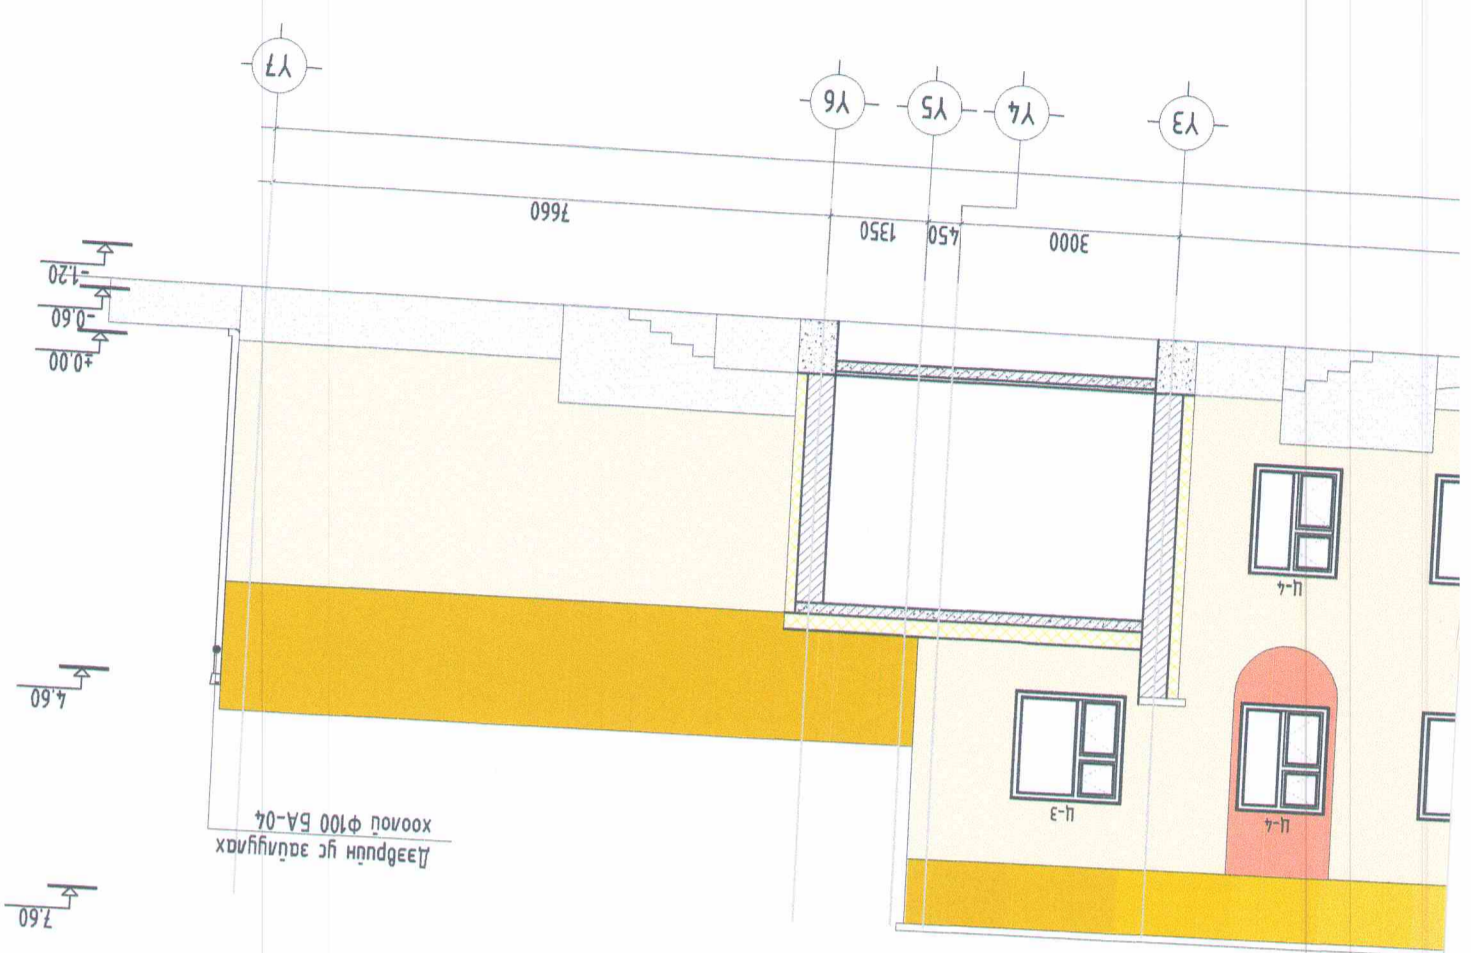 7.60
Дээврийн ус зайлуулах
хоолой Ф100 БА-04
Ц-4
Ц-3
4.60
Ц-4
±0.00
-0.60
-1.20
3000
450
1350
7660
Y3
Y4
Y5
Y6
Y7